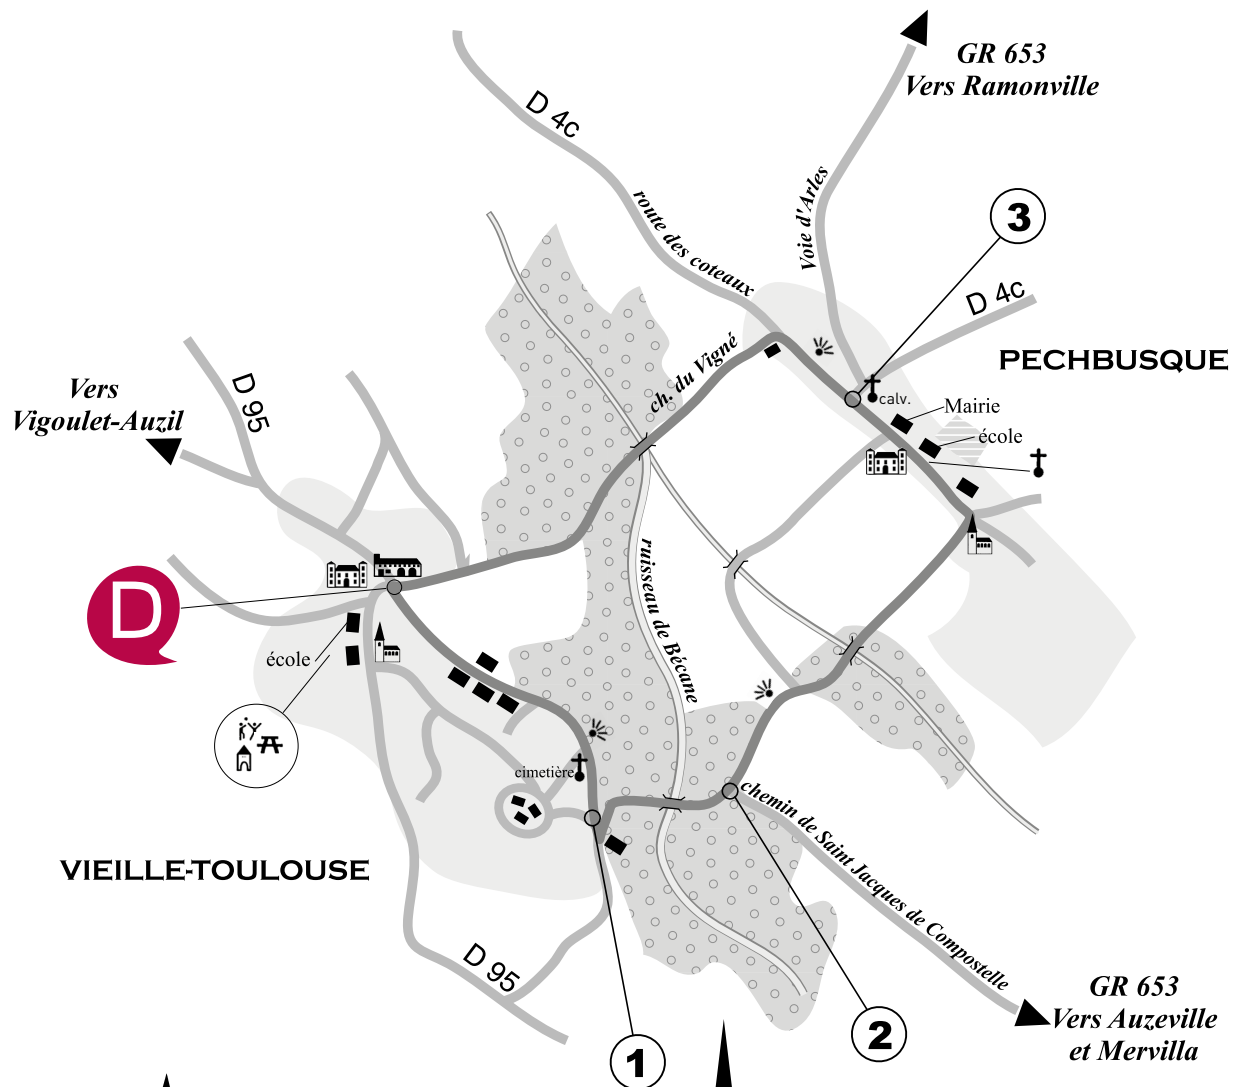 GR 653
Vers Ramonville
D 4c
route des coteaux
Voie d'Arles
3
D 4c
PECHBUSQUE
ch. du Vigné
calv.
Mairie
école
Vers
Vigoulet-Auzil
D 95
D
école
ruisseau de Bécane
cimetière
chemin de Saint Jacques de Compostelle
VIEILLE-TOULOUSE
D 95
GR 653
Vers Auzeville
et Mervilla
2
1